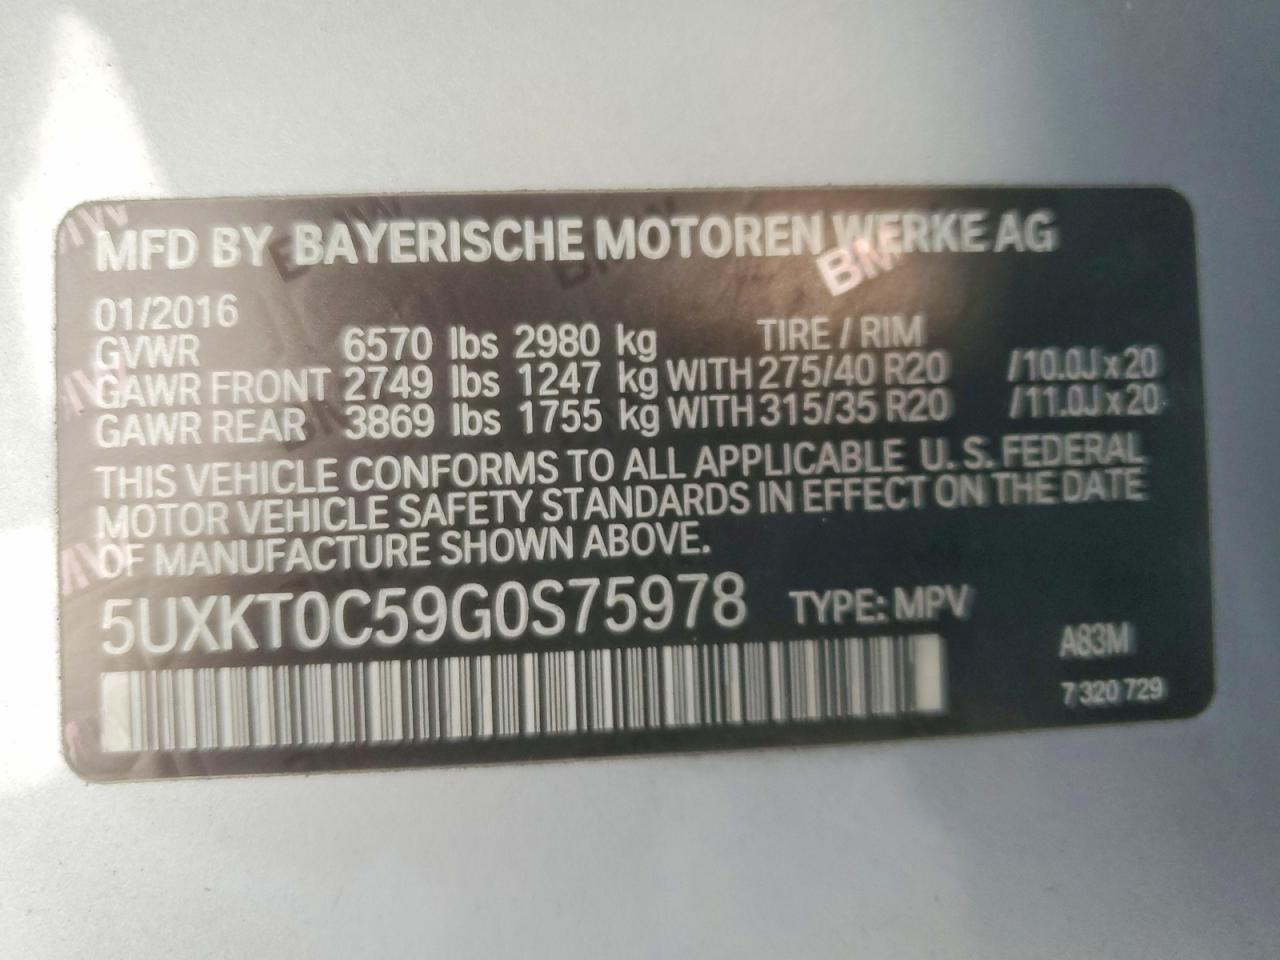 MFD BY BAYERISCHE MOTOREN WERKE AG
BMW
01/2016
GVWR 6570 lbs 2980 kg TIRE / RIM
GAWR FRONT 2749 lbs 1247 kg WITH 275/40 R20 /10.0J x 20
GAWR REAR 3869 lbs 1755 kg WITH 315/35 R20 /11.0J x 20
THIS VEHICLE CONFORMS TO ALL APPLICABLE U. S. FEDERAL
MOTOR VEHICLE SAFETY STANDARDS IN EFFECT ON THE DATE
OF MANUFACTURE SHOWN ABOVE.
5UXKT0C59G0S75978 TYPE: MPV
A83M
7 320 729